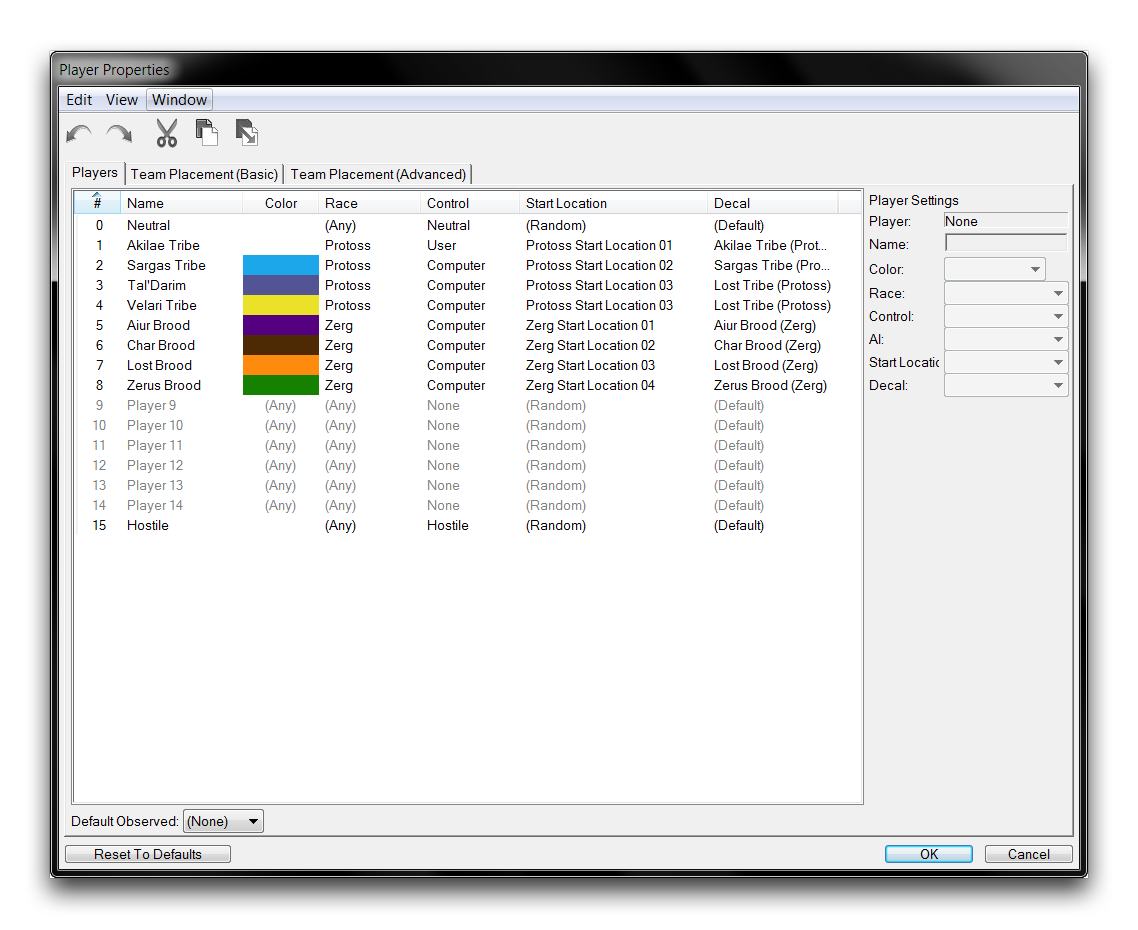 Player Properties
Edit View Window
Players Team Placement (Basic) Team Placement (Advanced)
# Name Color Race Control Start Location Decal
0 Neutral (Any) Neutral (Random) (Default)
1 Akilae Tribe Protoss User Protoss Start Location 01 Akilae Tribe (Prot...
2 Sargas Tribe Protoss Computer Protoss Start Location 02 Sargas Tribe (Pro...
3 Tal'Darim Protoss Computer Protoss Start Location 03 Lost Tribe (Protoss)
4 Velari Tribe Protoss Computer Protoss Start Location 03 Lost Tribe (Protoss)
5 Aiur Brood Zerg Computer Zerg Start Location 01 Aiur Brood (Zerg)
6 Char Brood Zerg Computer Zerg Start Location 02 Char Brood (Zerg)
7 Lost Brood Zerg Computer Zerg Start Location 03 Lost Brood (Zerg)
8 Zerus Brood Zerg Computer Zerg Start Location 04 Zerus Brood (Zerg)
9 Player 9 (Any) (Any) None (Random) (Default)
10 Player 10 (Any) (Any) None (Random) (Default)
11 Player 11 (Any) (Any) None (Random) (Default)
12 Player 12 (Any) (Any) None (Random) (Default)
13 Player 13 (Any) (Any) None (Random) (Default)
14 Player 14 (Any) (Any) None (Random) (Default)
15 Hostile (Any) Hostile (Random) (Default)
Player Settings
Player: None
Name:
Color:
Race:
Control:
AI:
Start Locatic
Decal:
Default Observed: (None)
Reset To Defaults OK Cancel